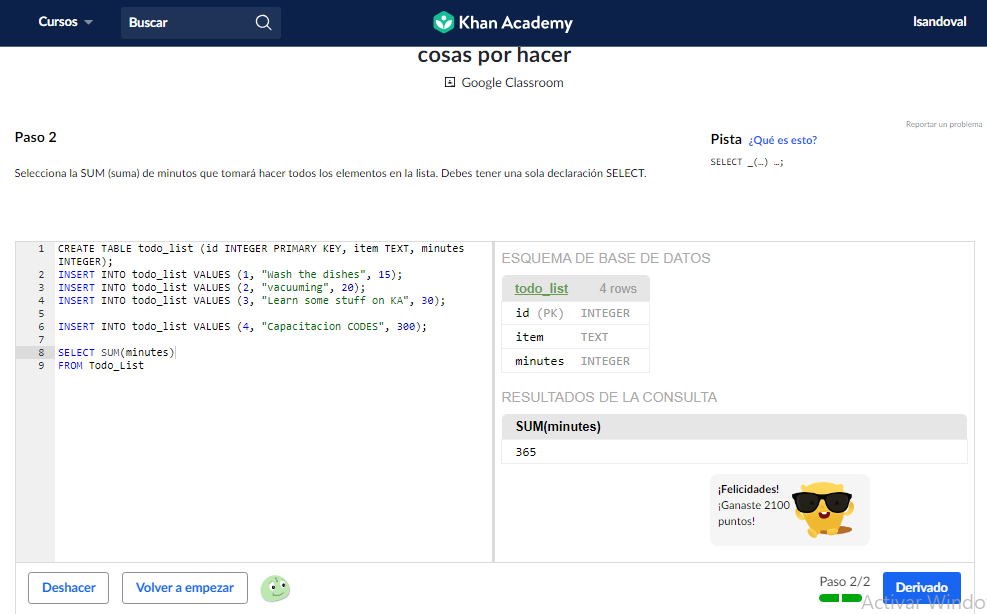 Cursos
Buscar
Khan Academy
lsandoval
cosas por hacer
Google Classroom
Reportar un problema
Paso 2
Pista ¿Qué es esto?
SELECT _(…) …;
Selecciona la SUM (suma) de minutos que tomará hacer todos los elementos en la lista. Debes tener una sola declaración SELECT.
1 CREATE TABLE todo_list (id INTEGER PRIMARY KEY, item TEXT, minutes
INTEGER);
2 INSERT INTO todo_list VALUES (1, "Wash the dishes", 15);
3 INSERT INTO todo_list VALUES (2, "vacuuming", 20);
4 INSERT INTO todo_list VALUES (3, "Learn some stuff on KA", 30);
5
6 INSERT INTO todo_list VALUES (4, "Capacitacion CODES", 300);
7
8 SELECT SUM(minutes)
9 FROM Todo_List
ESQUEMA DE BASE DE DATOS
todo_list 4 rows
id (PK) INTEGER
item TEXT
minutes INTEGER
RESULTADOS DE LA CONSULTA
SUM(minutes)
365
¡Felicidades!
¡Ganaste 2100
puntos!
Deshacer
Volver a empezar
Paso 2/2
Derivado
Activar Windo